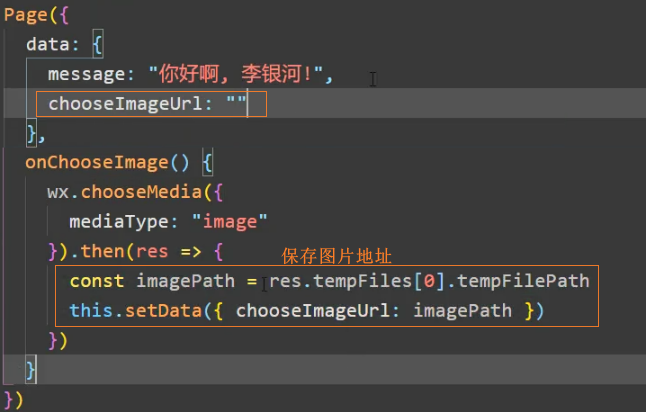 Page({
data: {
message: "你好啊, 李银河!",
chooseImageUrl: ""
},
onChooseImage() {
wx.chooseMedia({
mediaType: "image"
}).then(res => {
保存图片地址
const imagePath = res.tempFiles[0].tempFilePath
this.setData({ chooseImageUrl: imagePath })
})
}
})